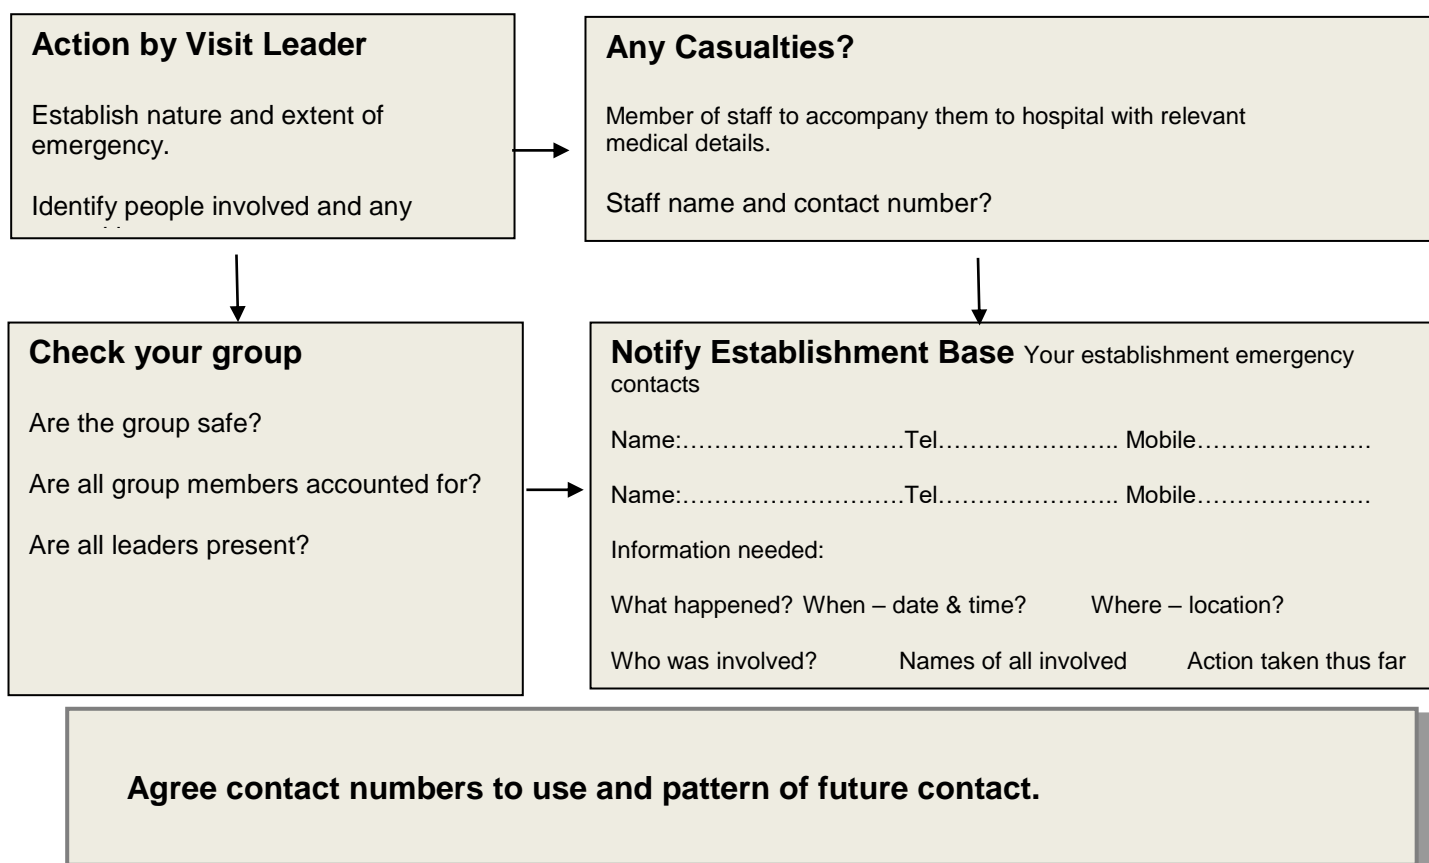 Action by Visit Leader
Establish nature and extent of
emergency.
Identify people involved and any
Any Casualties?
Member of staff to accompany them to hospital with relevant
medical details.
Staff name and contact number?
Check your group
Are the group safe?
Are all group members accounted for?
Are all leaders present?
Notify Establishment Base Your establishment emergency
contacts
Name:……………………….Tel………………….. Mobile………………….
Name:……………………….Tel………………….. Mobile………………….
Information needed:
What happened? When – date & time? Where – location?
Who was involved? Names of all involved Action taken thus far
Agree contact numbers to use and pattern of future contact.